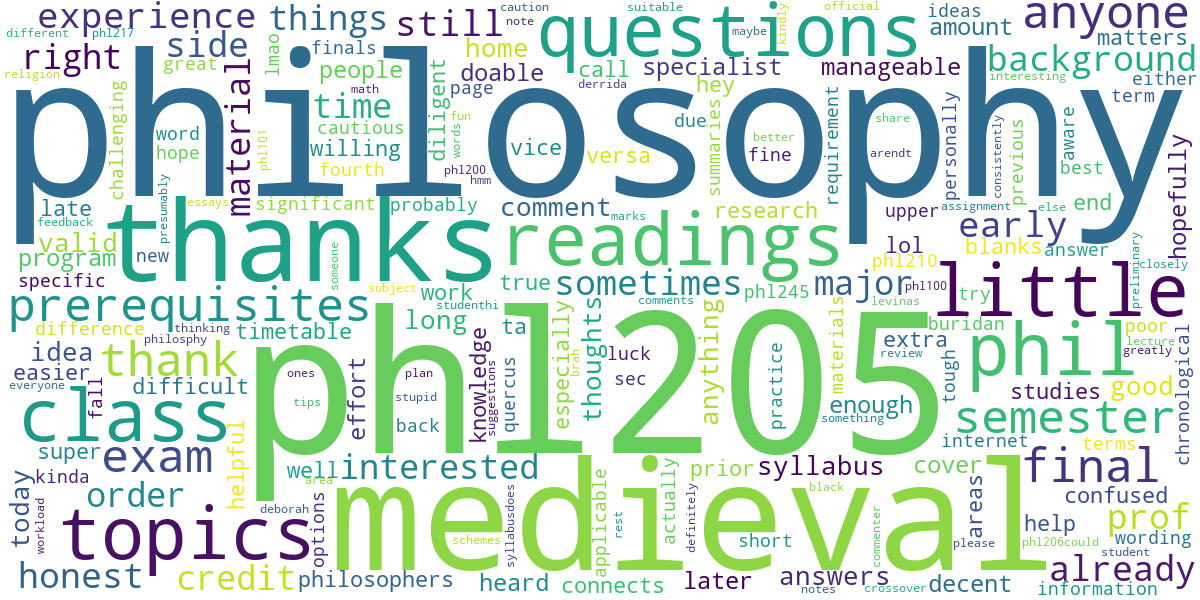 caution
suitable
official
different
phl217
experience
things
still
note
questions
maybe
kindly
ideas
amount
anyone
matters
right
side
finals
home
religion
great
lmao
people
doable
page
call
derrida
specialist
hey
manageable
background
interesting
either
term
philosophy
challenging
material
math
time
cautious
diligent
fun
words
due
summaries
requirement
better
share
personally
consistently
previous
aware
word
hope
phl101
willing
fourth
phl200
hmm
vice
versa
fine
arendt
best
late
feedback
presumably
essays
significant
probably
comment
marks
research
upper
assignment
else
end
hopefully
valid
program
specific
new
thanks
someone
readings
lol
early
blanks
answer
phl210
preliminary
closely
subject
true
sometimes
major
phl100
try
little
prerequisites
work
studenthi
comments
phl245
levinas
difference
philosphy
thinking
timetable
long
knowledge
suggestions
ta
especially
thoughts
anything
materials
buridan
poor
lecture
idea
easier
thank
phl205
extra
phil
greatly
chronological
everyone
fall
difficult
ones
plan
effort
quercus
brah
luck
sec
practice
review
tough
studies
good
class
tips
stupid
back
something
enough
semester
super
exam
helpful
well
interested
area
actually
prior
syllabus
cover
internet
terms
kinda
order
today
workload
topics
options
deborah
medieval
syllabusdoes
applicable
rest
definitely
black
commenter
areas
final
confused
help
prof
wording
schemes
short
please
phl206could
student
already
honest
credit
philosophers
heard
connects
later
answers
notes
crossover
decent
information